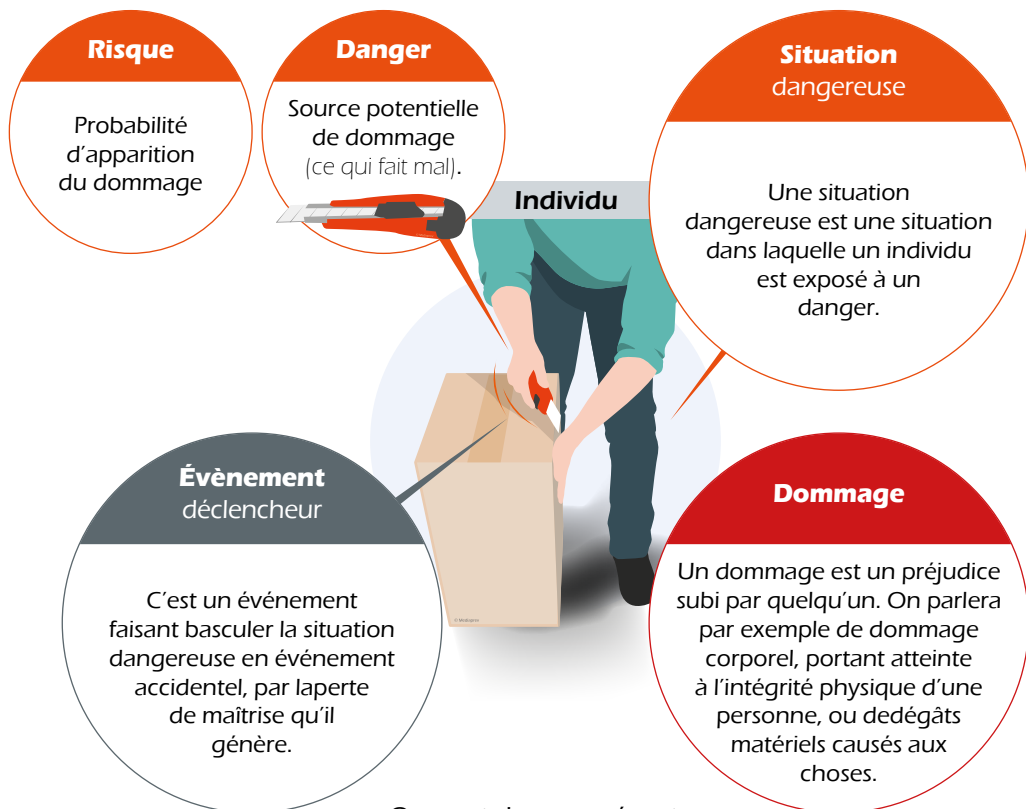 Risque
Probabilité
d'apparition
du dommage
Danger
Source potentielle
de dommage
(ce qui fait mal).
Individu
Situation
dangereuse
Une situation
dangereuse est une situation
dans laquelle un individu
est exposé à un
danger.
Évènement
déclencheur
C'est un événement
faisant basculer la situation
dangereuse en événement
accidentel, par laperte
de maîtrise qu'il
génère.
Dommage
Un dommage est un préjudice
subi par quelqu'un. On parlera
par exemple de dommage
corporel, portant atteinte
à l'intégrité physique d'une
personne, ou dedégâts
matériels causés aux
choses.